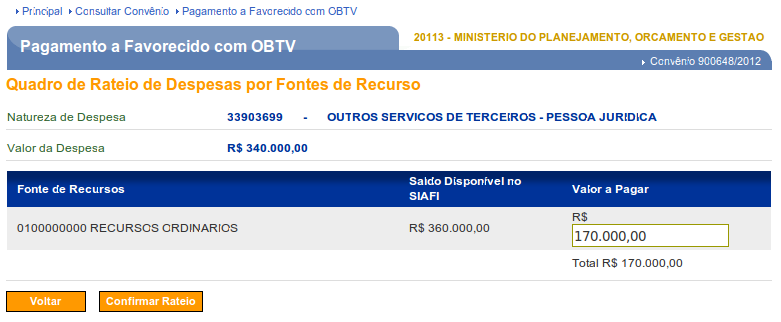 Principal Consultar Convênio Pagamento a Favorecido com OBTV
20113 - MINISTERIO DO PLANEJAMENTO, ORCAMENTO E GESTAO
Pagamento a Favorecido com OBTV
Convênio 900648/2012
Quadro de Rateio de Despesas por Fontes de Recurso
Natureza de Despesa 33903699 - OUTROS SERVICOS DE TERCEIROS - PESSOA JURIDICA
Valor da Despesa R$ 340.000,00
Fonte de Recursos Saldo Disponível no SIAFI Valor a Pagar
0100000000 RECURSOS ORDINARIOS R$ 360.000,00 R$ 170.000,00
Total R$ 170.000,00
Voltar Confirmar Rateio